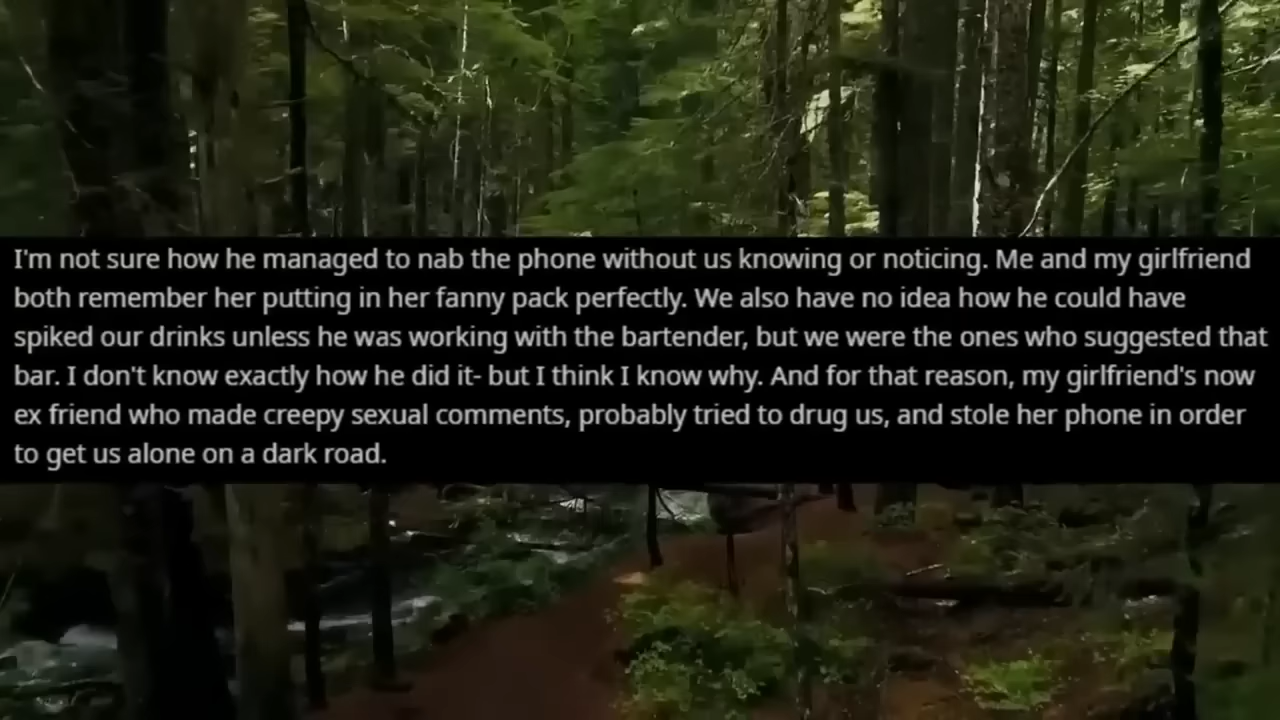 I'm not sure how he managed to nab the phone without us knowing or noticing. Me and my girlfriend
both remember her putting in her fanny pack perfectly. We also have no idea how he could have
spiked our drinks unless he was working with the bartender, but we were the ones who suggested that
bar. I don't know exactly how he did it- but I think I know why. And for that reason, my girlfriend's now
ex friend who made creepy sexual comments, probably tried to drug us, and stole her phone in order
to get us alone on a dark road.